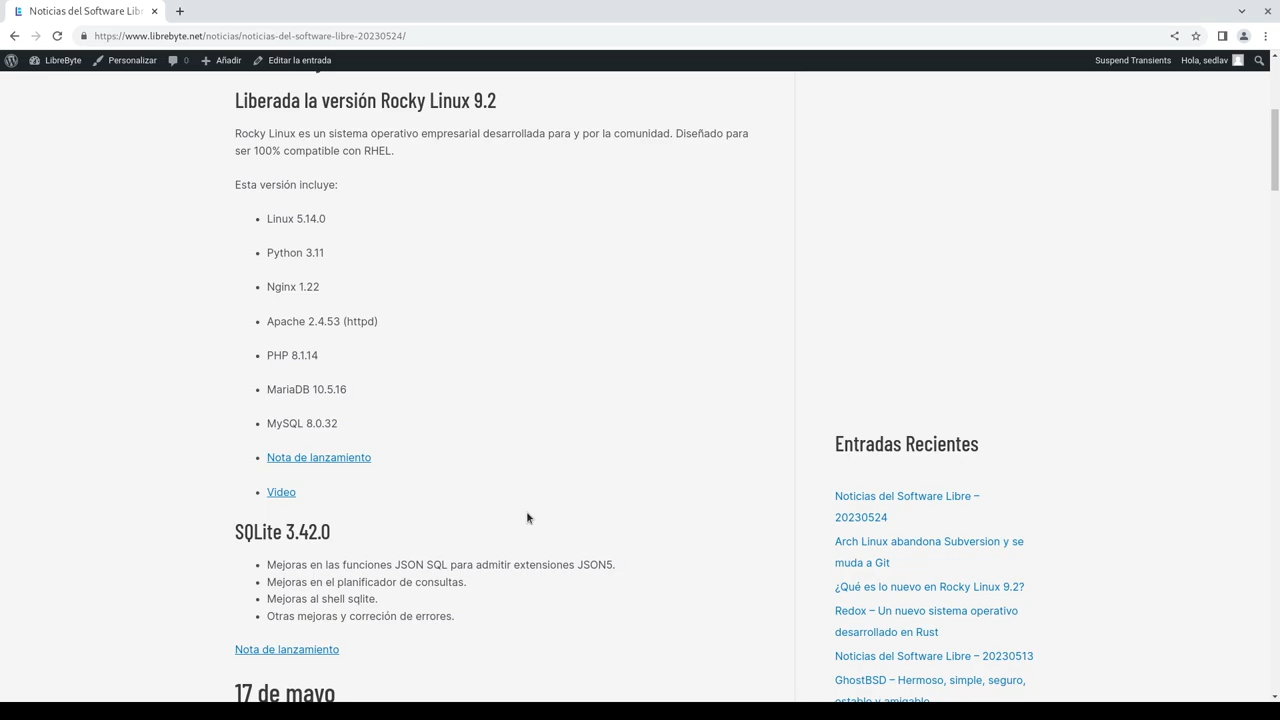 Noticias del Software Libr
https://www.librebyte.net/noticias/noticias-del-software-libre-20230524/
LibreByte
Personalizar
0
Añadir
Editar la entrada
Suspend Transients
Hola, sedlav
Liberada la versión Rocky Linux 9.2
Rocky Linux es un sistema operativo empresarial desarrollada para y por la comunidad. Diseñado para
ser 100% compatible con RHEL.
Esta versión incluye:
• Linux 5.14.0
• Python 3.11
• Nginx 1.22
• Apache 2.4.53 (httpd)
• PHP 8.1.14
• MariaDB 10.5.16
• MySQL 8.0.32
• Nota de lanzamiento
• Video
SQLite 3.42.0
• Mejoras en las funciones JSON SQL para admitir extensiones JSON5.
• Mejoras en el planificador de consultas.
• Mejoras al shell sqlite.
• Otras mejoras y correción de errores.
Nota de lanzamiento
17 de mayo
Entradas Recientes
Noticias del Software Libre –
20230524
Arch Linux abandona Subversion y se
muda a Git
¿Qué es lo nuevo en Rocky Linux 9.2?
Redox – Un nuevo sistema operativo
desarrollado en Rust
Noticias del Software Libre – 20230513
GhostBSD – Hermoso, simple, seguro,
estable y amigable